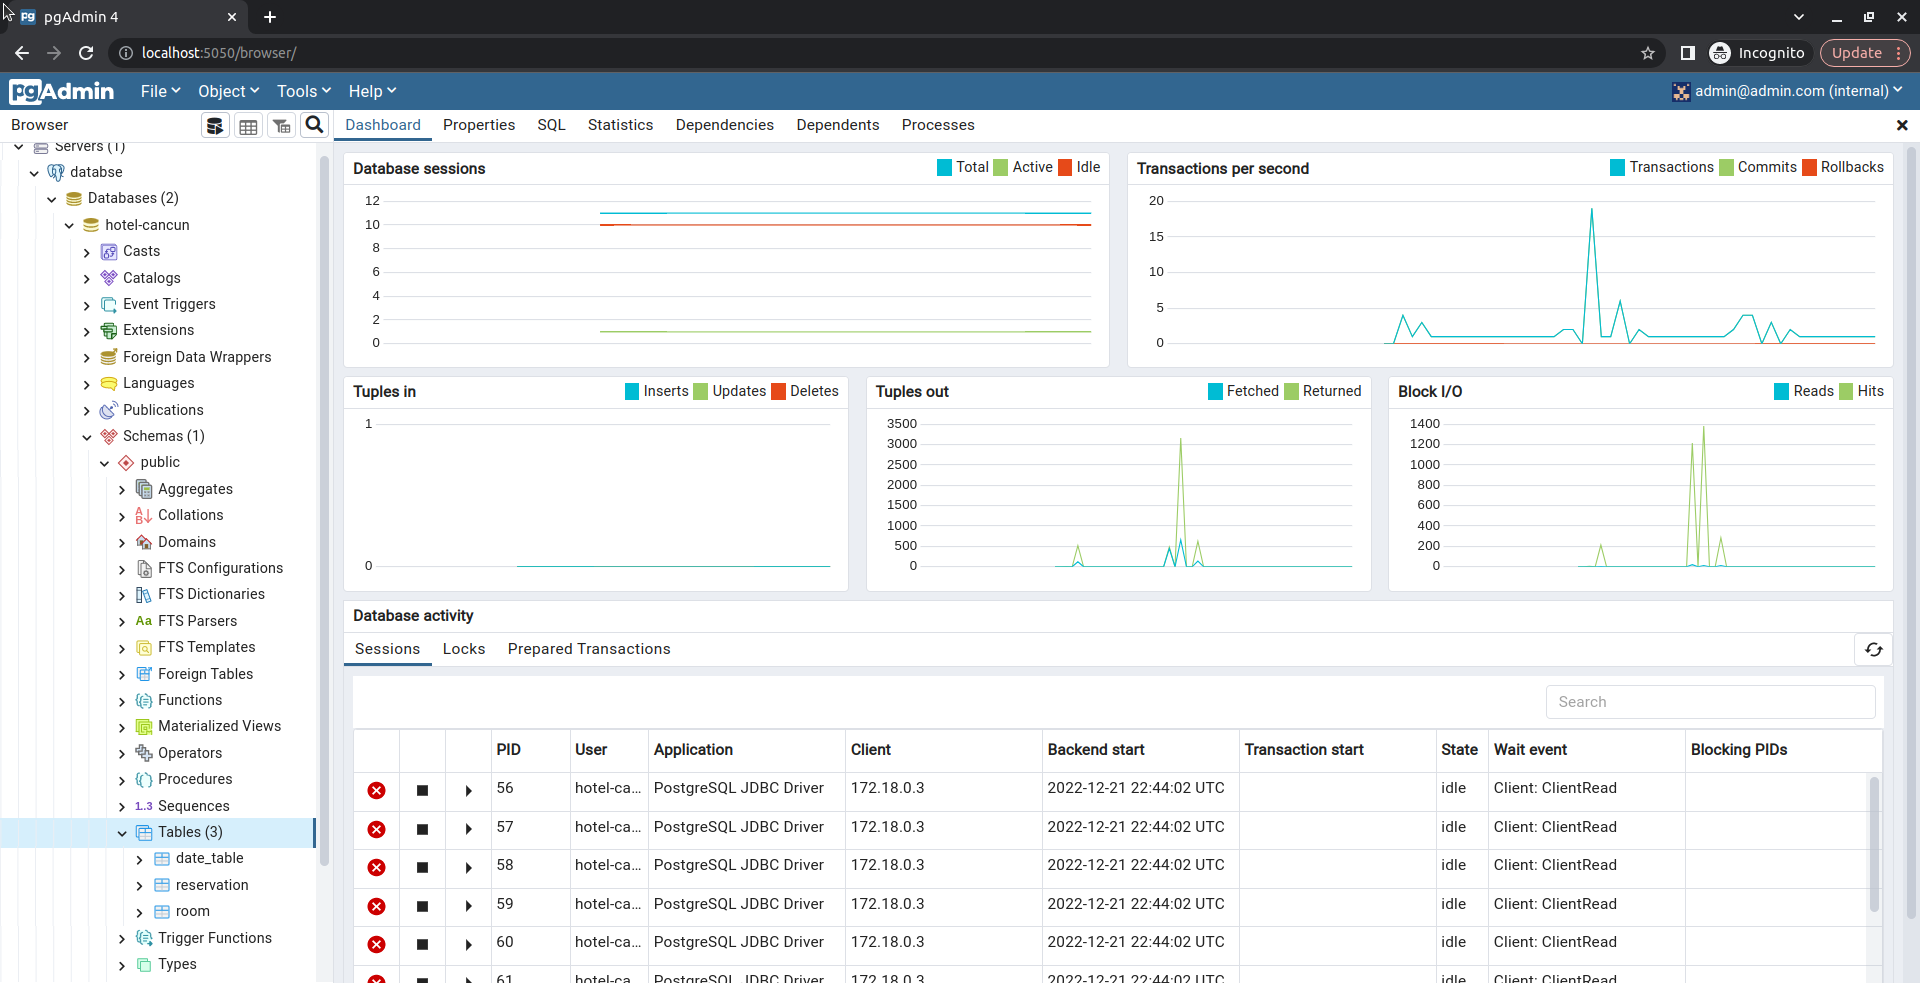 pgAdmin 4
localhost:5050/browser/
Incognito
Update
pgAdmin File Object Tools Help admin@admin.com (internal)
Browser
Servers (1)
databse
Databases (2)
hotel-cancun
Casts
Catalogs
Event Triggers
Extensions
Foreign Data Wrappers
Languages
Publications
Schemas (1)
public
Aggregates
Collations
Domains
FTS Configurations
FTS Dictionaries
Aa FTS Parsers
FTS Templates
Foreign Tables
Functions
Materialized Views
Operators
Procedures
1..3 Sequences
Tables (3)
date_table
reservation
room
Trigger Functions
Types
Dashboard Properties SQL Statistics Dependencies Dependents Processes
Database sessions Total Active Idle
12
10
8
6
4
2
0
Transactions per second Transactions Commits Rollbacks
20
15
10
5
0
Tuples in Inserts Updates Deletes
1
0
Tuples out Fetched Returned
3500
3000
2500
2000
1500
1000
500
0
Block I/O Reads Hits
1400
1200
1000
800
600
400
200
0
Database activity
Sessions Locks Prepared Transactions
Search
PID User Application Client Backend start Transaction start State Wait event Blocking PIDs
56 hotel-ca... PostgreSQL JDBC Driver 172.18.0.3 2022-12-21 22:44:02 UTC idle Client: ClientRead
57 hotel-ca... PostgreSQL JDBC Driver 172.18.0.3 2022-12-21 22:44:02 UTC idle Client: ClientRead
58 hotel-ca... PostgreSQL JDBC Driver 172.18.0.3 2022-12-21 22:44:02 UTC idle Client: ClientRead
59 hotel-ca... PostgreSQL JDBC Driver 172.18.0.3 2022-12-21 22:44:02 UTC idle Client: ClientRead
60 hotel-ca... PostgreSQL JDBC Driver 172.18.0.3 2022-12-21 22:44:02 UTC idle Client: ClientRead
61 hotel-ca... PostgreSQL JDBC Driver 172.18.0.3 2022-12-21 22:44:02 UTC idle Client: ClientRead